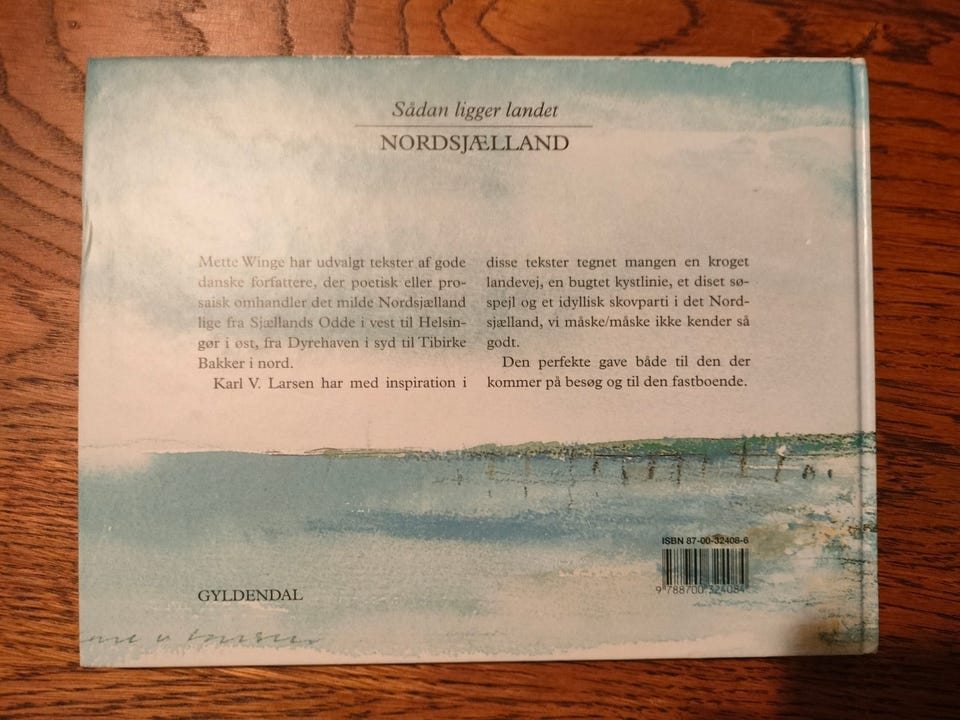 Sådan ligger landet
NORDSJÆLLAND
Mette Winge har udvalgt tekster af gode
danske forfattere, der poetisk eller pro-
saisk omhandler det milde Nordsjælland
lige fra Sjællands Odde i vest til Helsin-
gør i øst, fra Dyrehaven i syd til Tibirke
Bakker i nord.
Karl V. Larsen har med inspiration i
disse tekster tegnet mangen en kroget
landevej, en bugtet kystlinie, et diset sø-
spejl og et idyllisk skovparti i det Nord-
sjælland, vi måske/måske ikke kender så
godt.
Den perfekte gave både til den der
kommer på besøg og til den fastboende.
ISBN 87-00-32408-6
9 788700 324084
GYLDENDAL